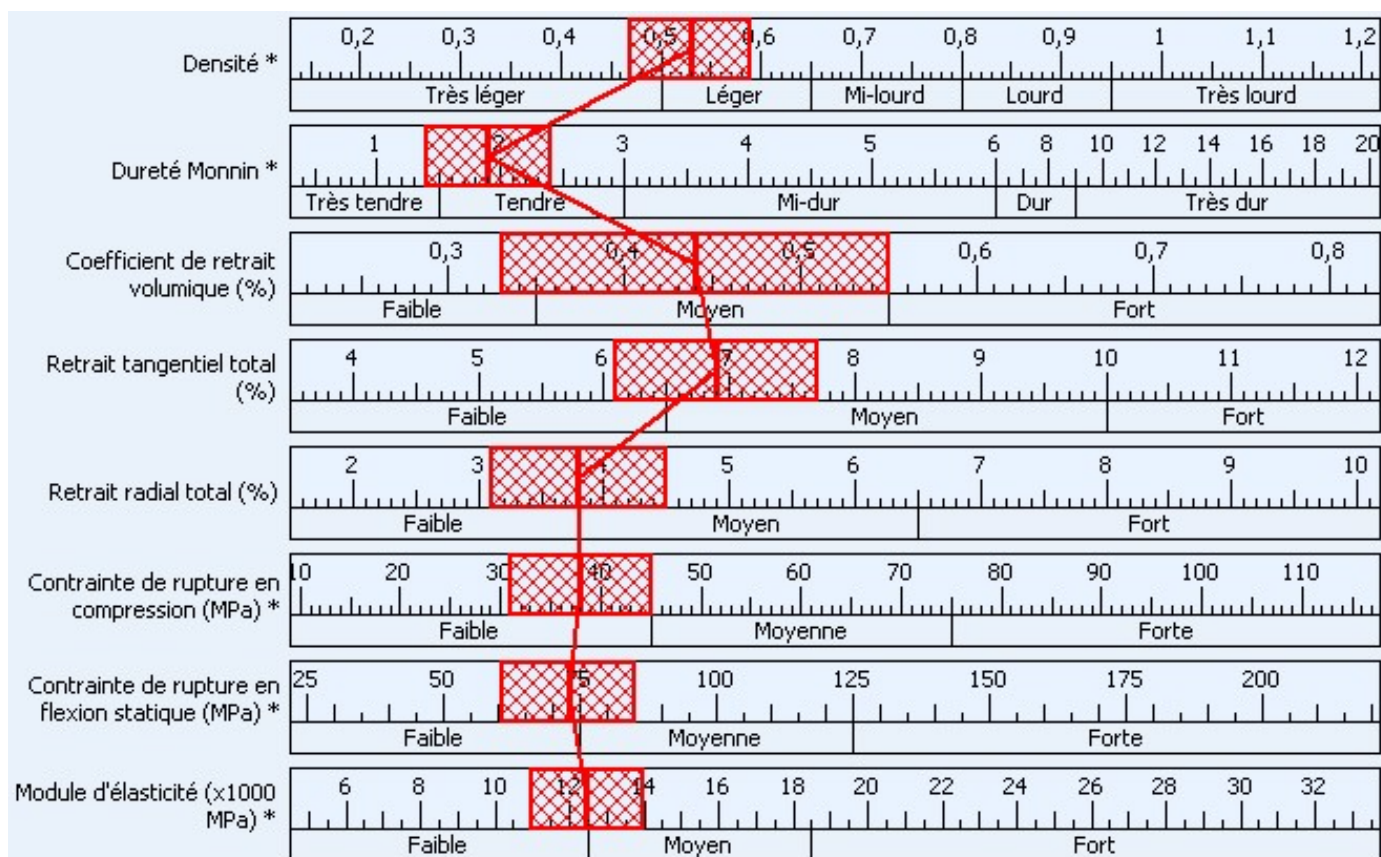 0,2 0,3 0,4 0,5 0,6 0,7 0,8 0,9 1 1,1 1,2
Densité *
Très léger Léger Mi-lourd Lourd Très lourd
1 2 3 4 5 6 8 10 12 14 16 18 20
Dureté Monnin *
Très tendre Tendre Mi-dur Dur Très dur
0,3 0,4 0,5 0,6 0,7 0,8
Coefficient de retrait
volumique (%)
Faible Moyen Fort
4 5 6 7 8 9 10 11 12
Retrait tangentiel total
(%)
Faible Moyen Fort
2 3 4 5 6 7 8 9 10
Retrait radial total (%)
Faible Moyen Fort
10 20 30 40 50 60 70 80 90 100 110
Contrainte de rupture en
compression (MPa) *
Faible Moyenne Forte
25 50 75 100 125 150 175 200
Contrainte de rupture en
flexion statique (MPa) *
Faible Moyenne Forte
6 8 10 12 14 16 18 20 22 24 26 28 30 32
Module d'élasticité (x1000
MPa) *
Faible Moyen Fort